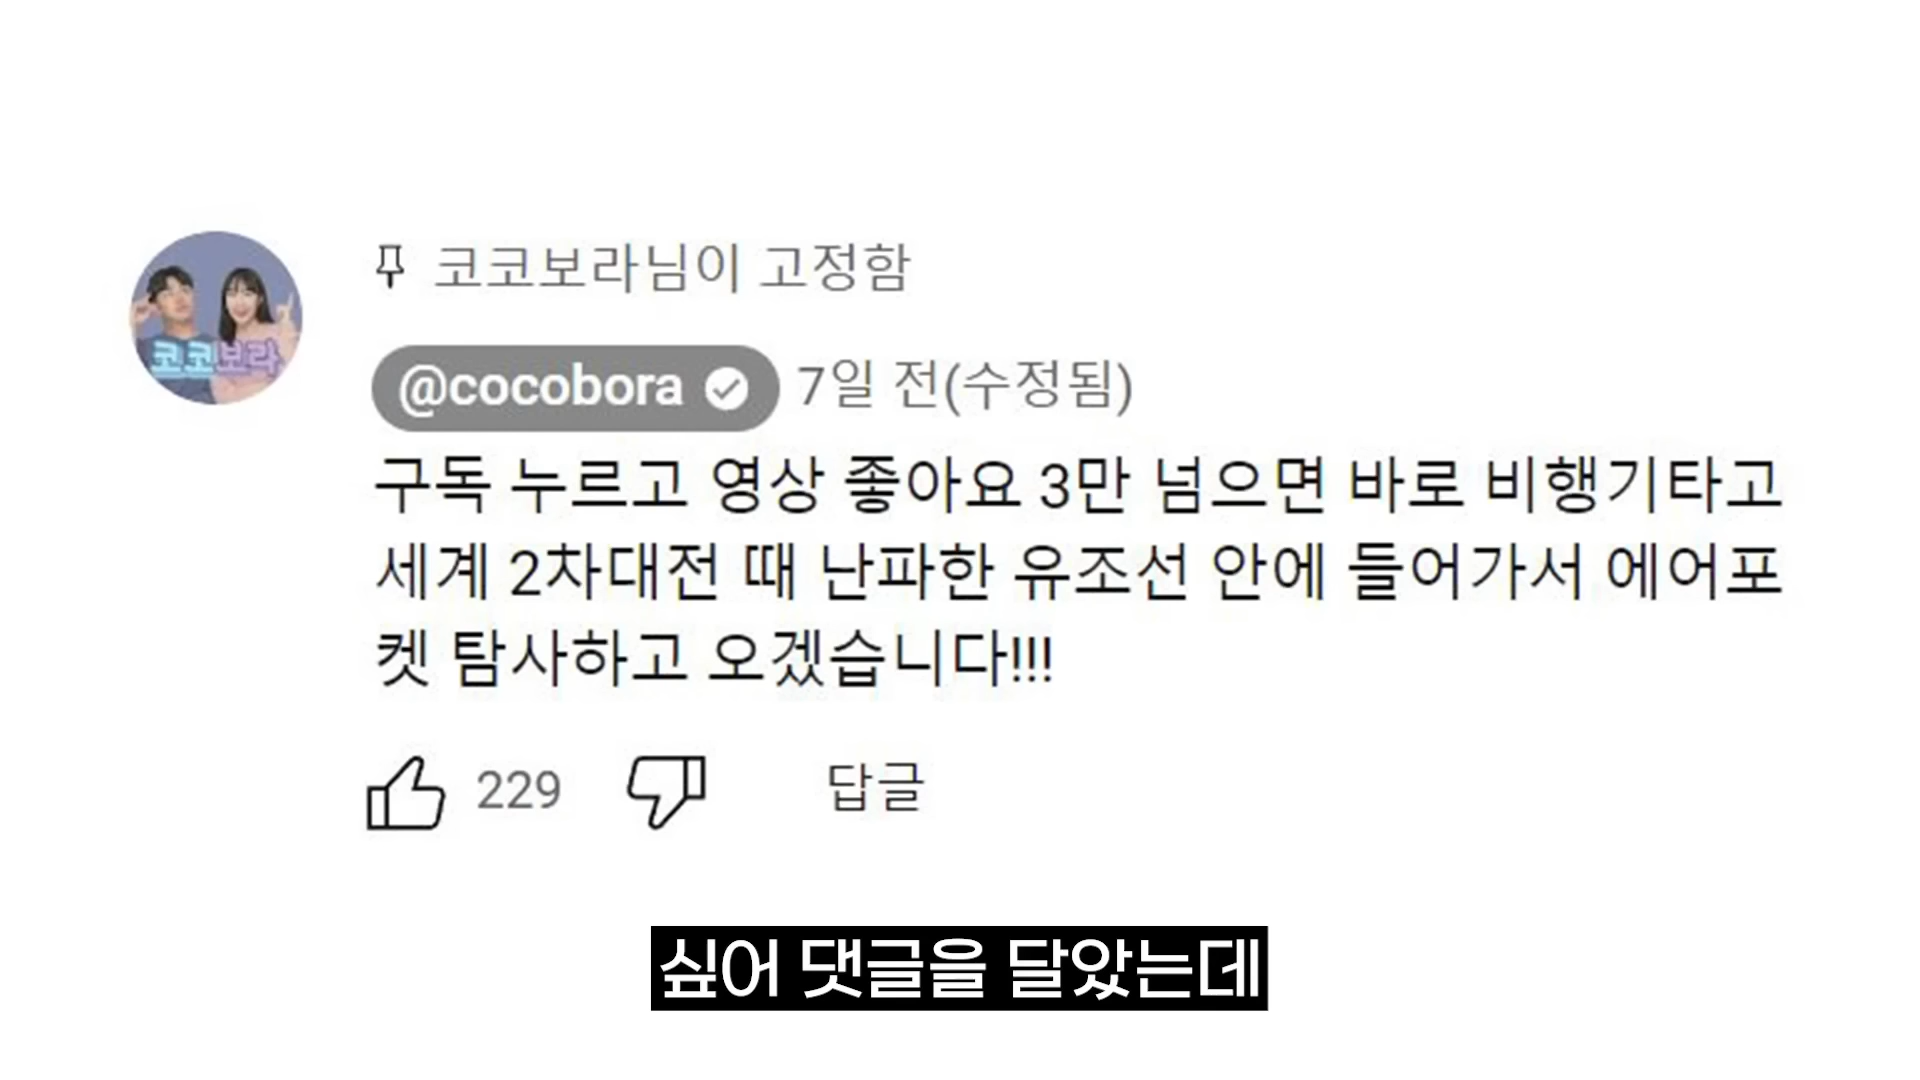 코코보라님이 고정함
코코보라
@cocobora 7일 전(수정됨)
구독 누르고 영상 좋아요 3만 넘으면 바로 비행기타고
세계 2차대전 때 난파한 유조선 안에 들어가서 에어포
켓 탐사하고 오겠습니다!!!
229 답글
싶어 댓글을 달았는데